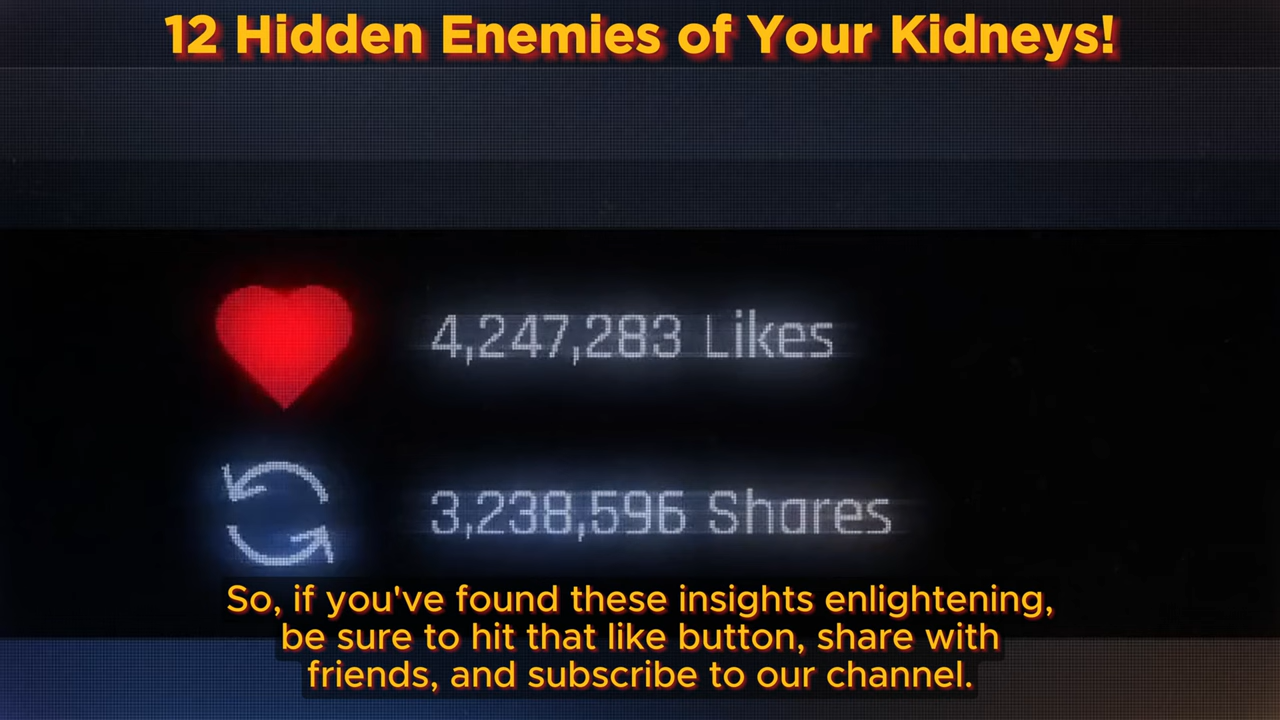 12 Hidden Enemies of Your Kidneys!
4,247,283 Likes
3,238,596 Shares
So, if you've found these insights enlightening,
be sure to hit that like button, share with
friends, and subscribe to our channel.